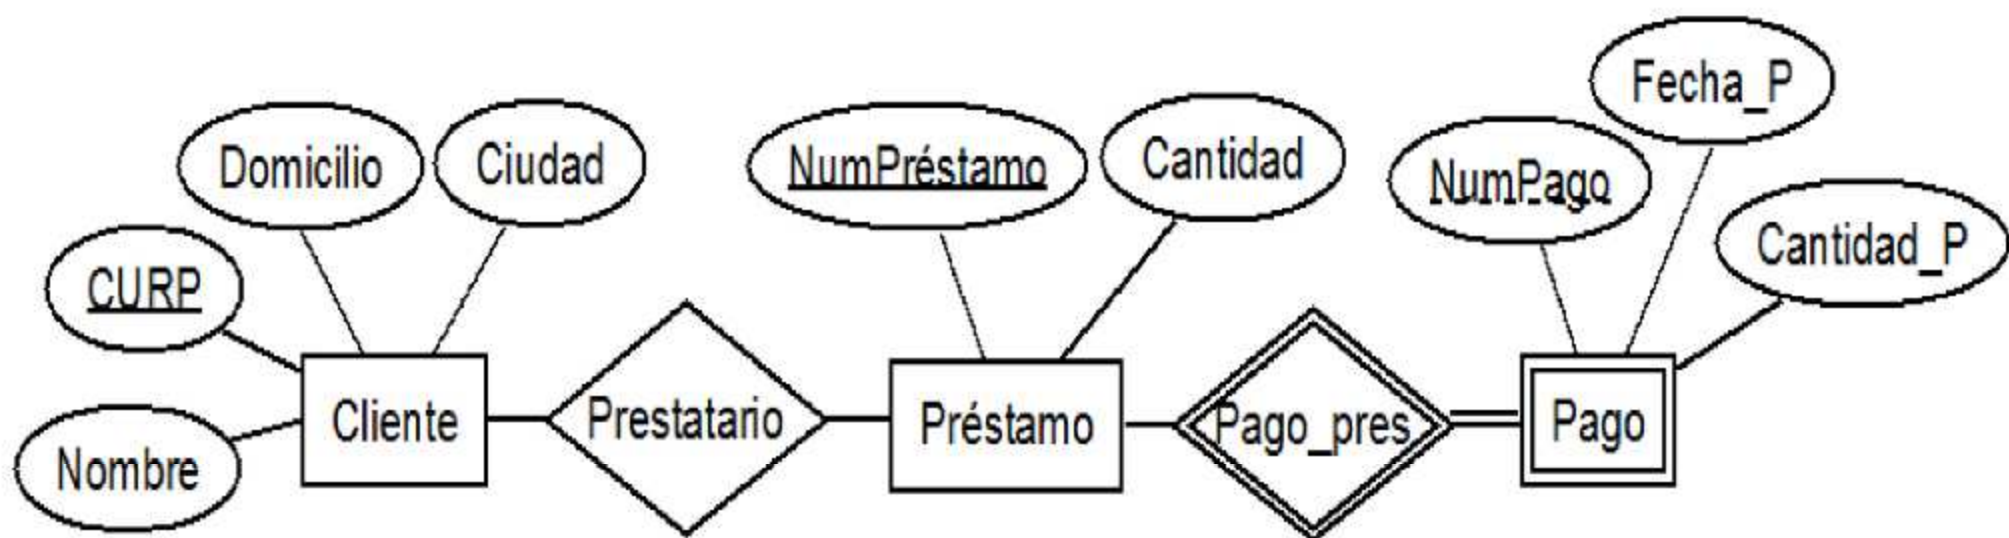 Fecha_P
Domicilio
Ciudad
NumPréstamo
Cantidad
NumPago
Cantidad_P
CURP
Nombre
Cliente
Prestatario
Préstamo
Pago_pres
Pago